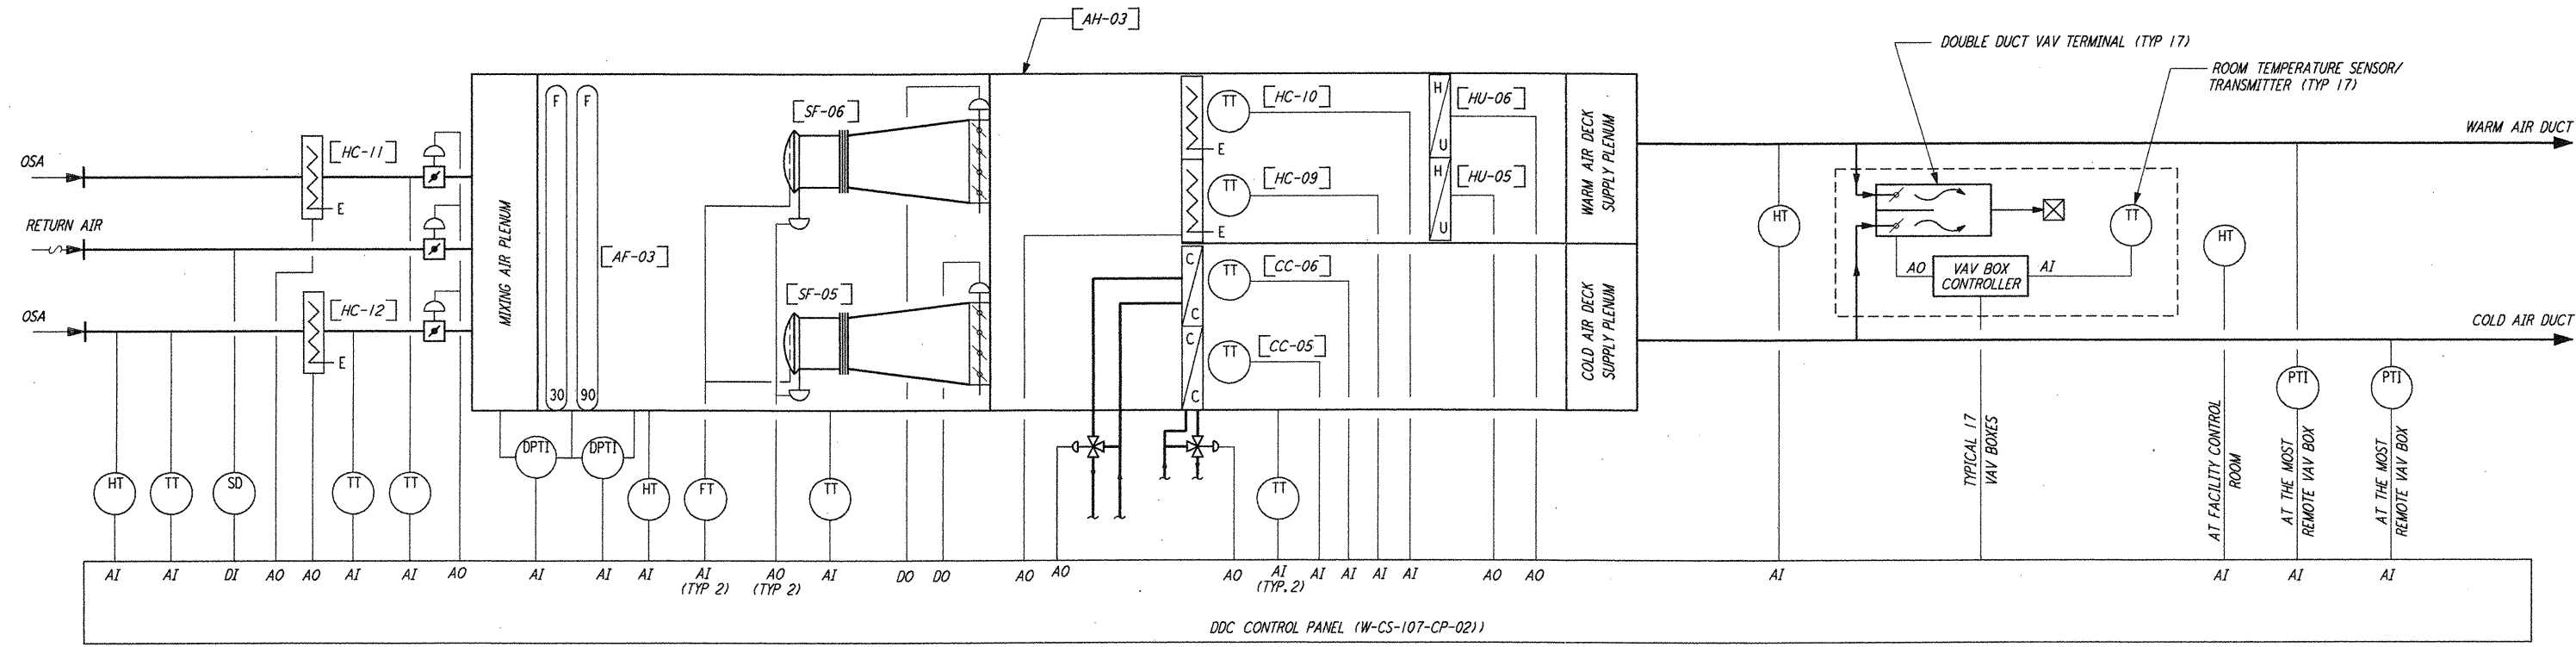 [AH-03]
DOUBLE DUCT VAV TERMINAL (TYP 17)
ROOM TEMPERATURE SENSOR/
TRANSMITTER (TYP 17)
OSA
[HC-11]
E
RETURN AIR
OSA
[HC-12]
E
MIXING AIR PLENUM
F
F
30
90
[AF-03]
[SF-06]
[SF-05]
TT
[HC-10]
E
TT
[HC-09]
E
H
U
[HU-06]
H
U
[HU-05]
C
C
TT
[CC-06]
C
C
TT
[CC-05]
WARM AIR DECK
SUPPLY PLENUM
COLD AIR DECK
SUPPLY PLENUM
WARM AIR DUCT
HT
TT
HT
AO
VAV BOX
CONTROLLER
AI
COLD AIR DUCT
HT
TT
SD
TT
TT
DPTI
DPTI
HT
FT
TT
TT
TYPICAL 17
VAV BOXES
AT FACILITY CONTROL
ROOM
PTI
AT THE MOST
REMOTE VAV BOX
PTI
AT THE MOST
REMOTE VAV BOX
AI AI DI AO AO AI AI AO AI AI AI AI AO AI DO DO AO AO AO AI AI AI AI AI AO AO AI AI AI AI
(TYP 2) (TYP 2) (TYP.2)
DDC CONTROL PANEL (W-CS-107-CP-02))